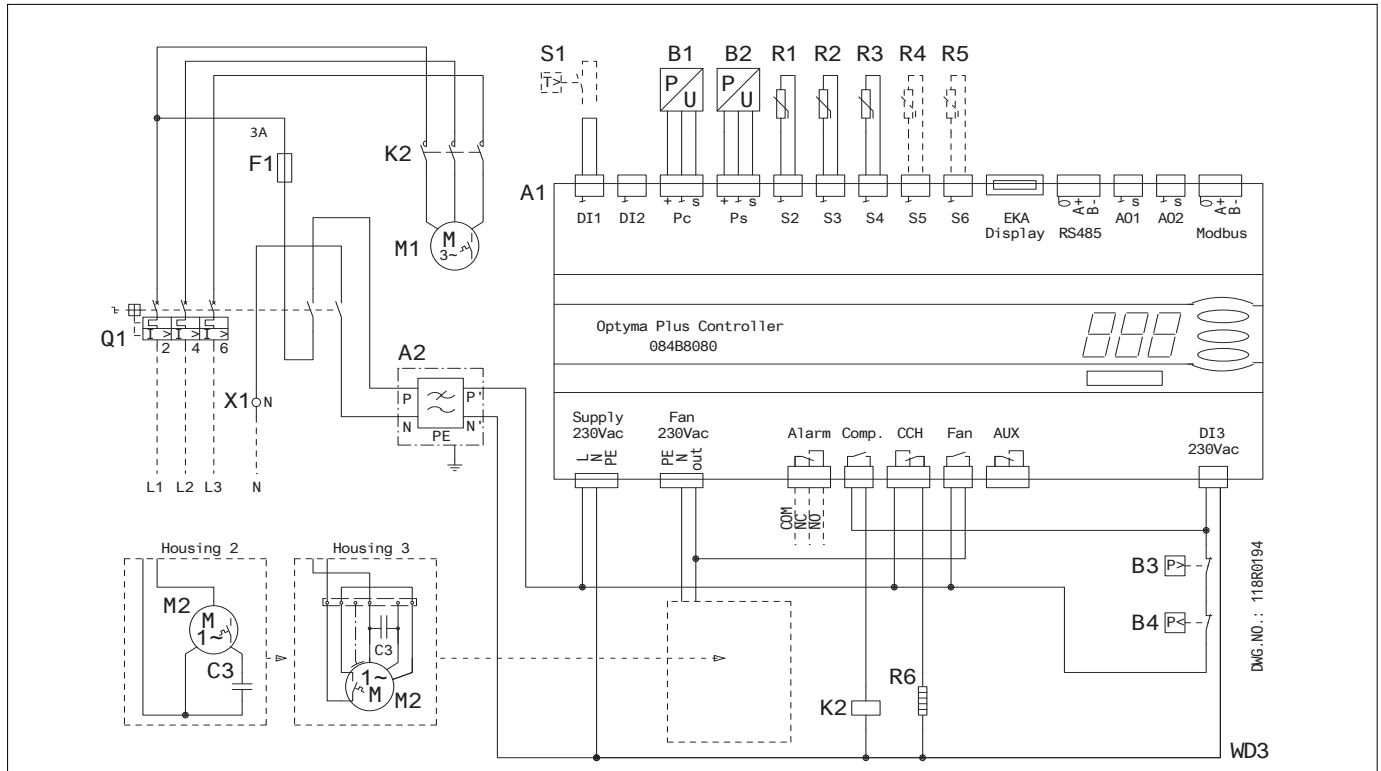 S1 B1 B2 R1 R2 R3 R4 R5
T> P U P U
3A
F1
K2
A1
+ s + s s s A+ B-
DI1 DI2 Pc Ps S2 S3 S4 S5 S6 EKA Display RS485 AO1 AO2 Modbus
M1
M
3~
Optyma Plus Controller
084B8080
Q1
I > I > I >
2 4 6
A2
P P'
N N'
PE
X1 N
L1 L2 L3 N
Supply
230Vac
L N PE
Fan
230Vac
PE N out
Alarm Comp. CCH Fan AUX
DI3
230Vac
COM NC NO
Housing 2
M2
M
1~
C3
Housing 3
C3
1~
M
M2
B3 P>
B4 P<
R6
K2
WD3
DWG.NO.: 118R0194